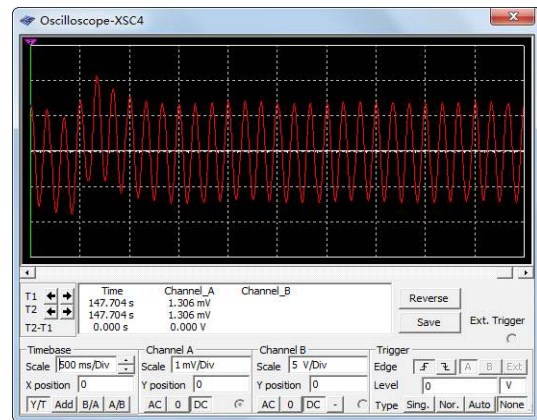 Oscilloscope-XSC4
Time Channel_A Channel_B
T1 147.704 s 1.306 mV
T2 147.704 s 1.306 mV
T2-T1 0.000 s 0.000 V
Reverse
Save
Ext. Trigger
Timebase
Scale 500 ms/Div
X position 0
Y/T Add B/A A/B
Channel A
Scale 1 mV/Div
Y position 0
AC 0 DC
Channel B
Scale 5 V/Div
Y position 0
AC 0 DC -
Trigger
Edge A B Ext
Level 0 V
Type Sing. Nor. Auto None